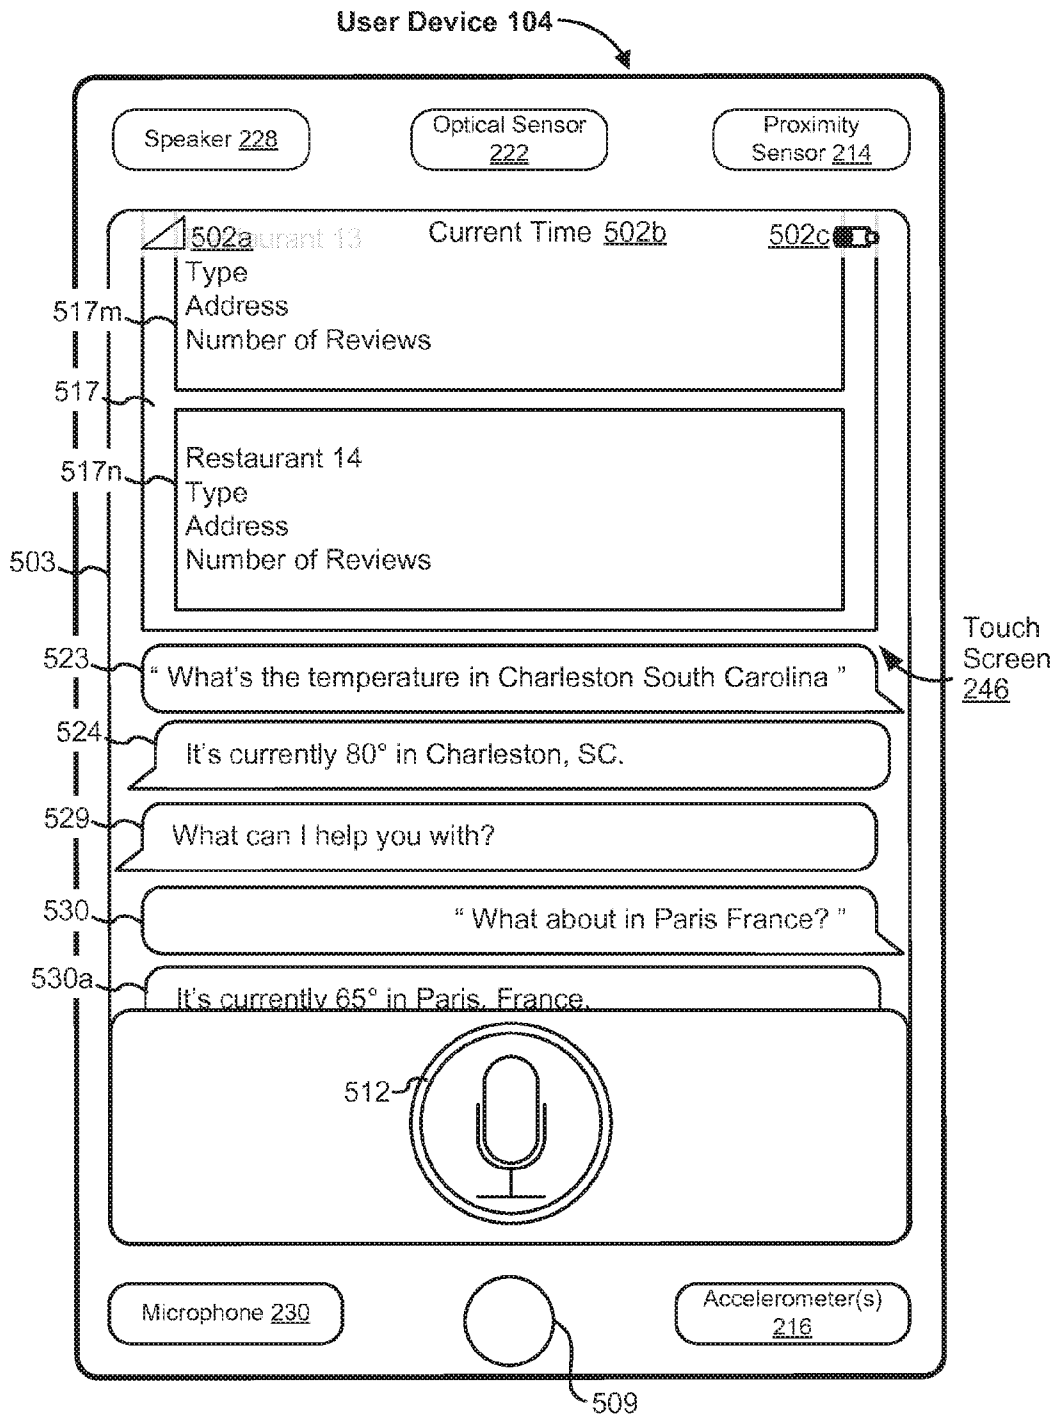 User Device 104
Speaker 228
Optical Sensor
222
Proximity
Sensor 214
502a
Restaurant 13
Current Time 502b
502c
Type
Address
517m
Number of Reviews
517
Restaurant 14
517n
Type
Address
Number of Reviews
503
Touch
Screen
246
523
“ What's the temperature in Charleston South Carolina ”
524
It's currently 80° in Charleston, SC.
529
What can I help you with?
530
“ What about in Paris France? ”
530a
It's currently 65° in Paris, France.
512
Microphone 230
Accelerometer(s)
216
509